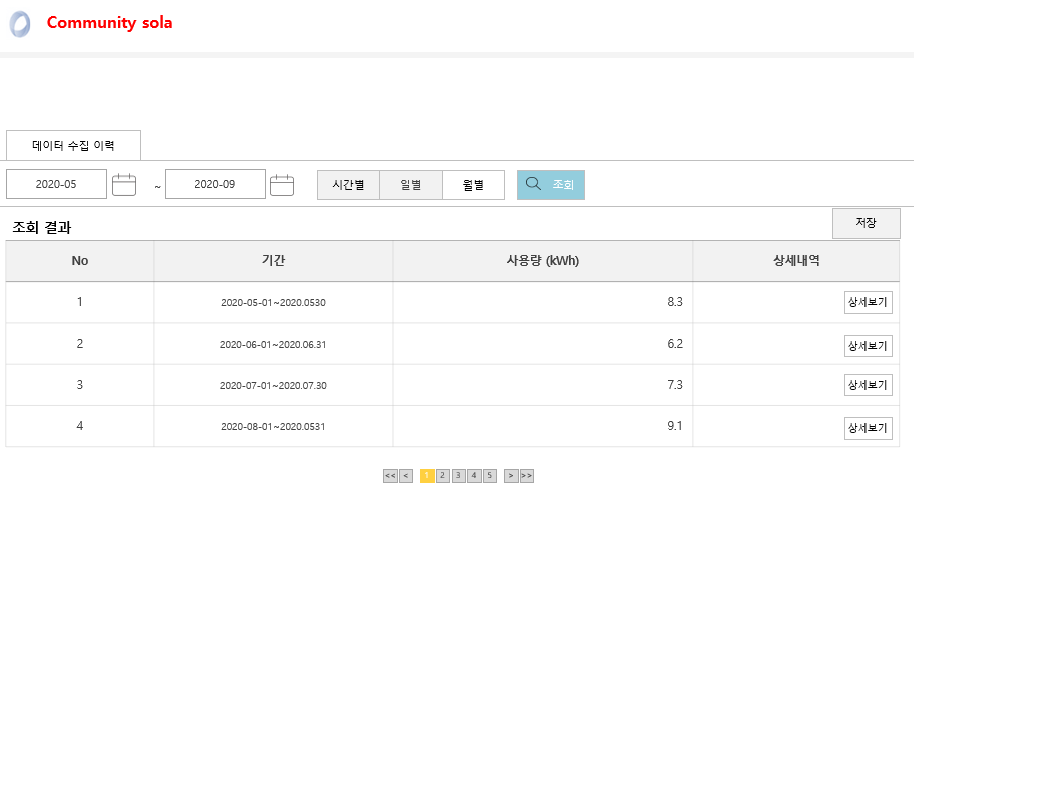 Community sola
데이터 수집 이력
2020-05 ~ 2020-09 시간별 일별 월별 조회
조회 결과 저장
No 기간 사용량 (kWh) 상세내역
1 2020-05-01~2020.0530 8.3 상세보기
2 2020-06-01~2020.06.31 6.2 상세보기
3 2020-07-01~2020.07.30 7.3 상세보기
4 2020-08-01~2020.0531 9.1 상세보기
<< < 1 2 3 4 5 > >>